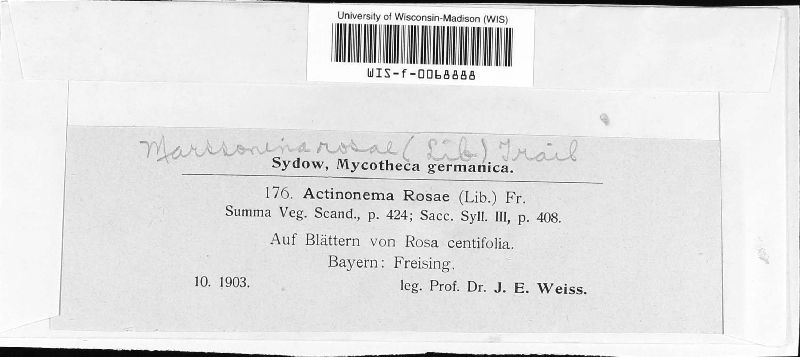 University of Wisconsin-Madison (WIS)
WIS-f-0068888
Marssonina rosae (Lib) Trail
Sydow, Mycotheca germanica.
176. Actinonema Rosae (Lib.) Fr.
Summa Veg. Scand., p. 424; Sacc. Syll. III, p. 408.
Auf Blättern von Rosa centifolia.
Bayern: Freising.
10. 1903. leg. Prof. Dr. J. E. Weiss.